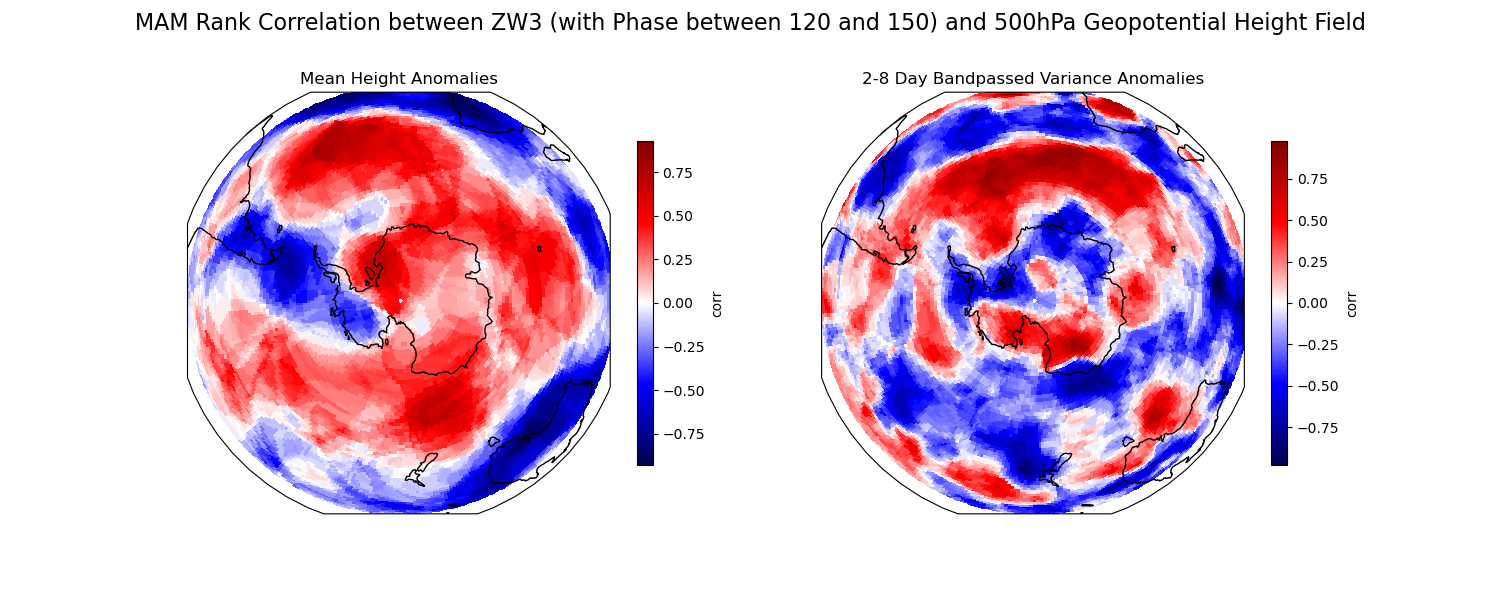 MAM Rank Correlation between ZW3 (with Phase between 120 and 150) and 500hPa Geopotential Height Field
Mean Height Anomalies
0.75
0.50
0.25
0.00
−0.25
−0.50
−0.75
corr
2-8 Day Bandpassed Variance Anomalies
0.75
0.50
0.25
0.00
−0.25
−0.50
−0.75
corr